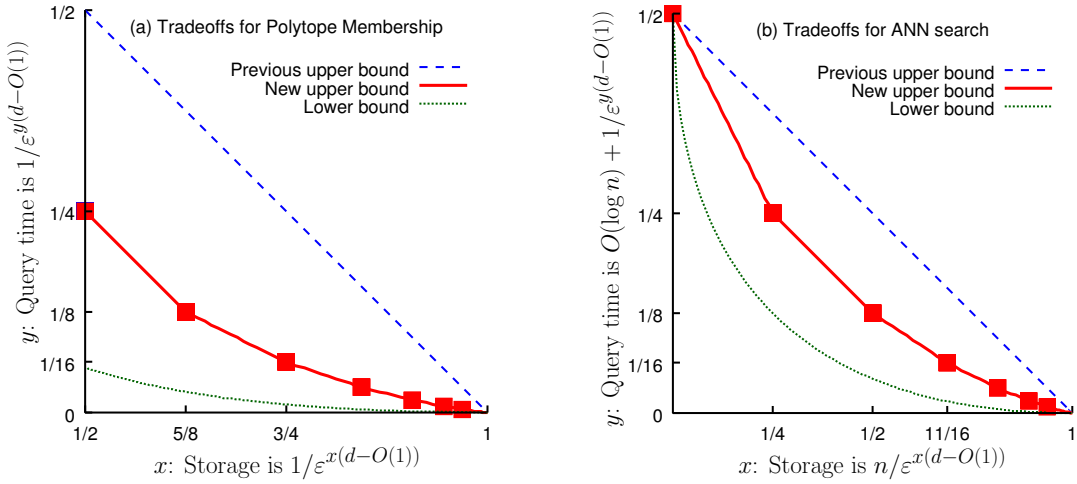 (a) Tradeoffs for Polytope Membership
Previous upper bound
New upper bound
Lower bound
y: Query time is 1/ε^{y(d−O(1))}
1/2
1/4
1/8
1/16
0
1/2
5/8
3/4
1
x: Storage is 1/ε^{x(d−O(1))}
(b) Tradeoffs for ANN search
Previous upper bound
New upper bound
Lower bound
y: Query time is O(log n) + 1/ε^{y(d−O(1))}
1/2
1/4
1/8
1/16
0
1/4
1/2
11/16
1
x: Storage is n/ε^{x(d−O(1))}